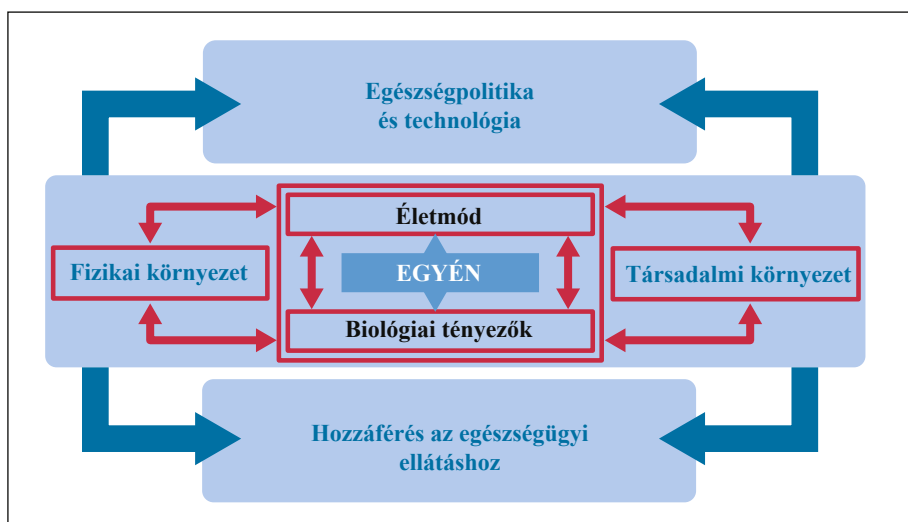 Egészségpolitika
és technológia
Életmód
Fizikai környezet
EGYÉN
Társadalmi környezet
Biológiai tényezők
Hozzáférés az egészségügyi
ellátáshoz